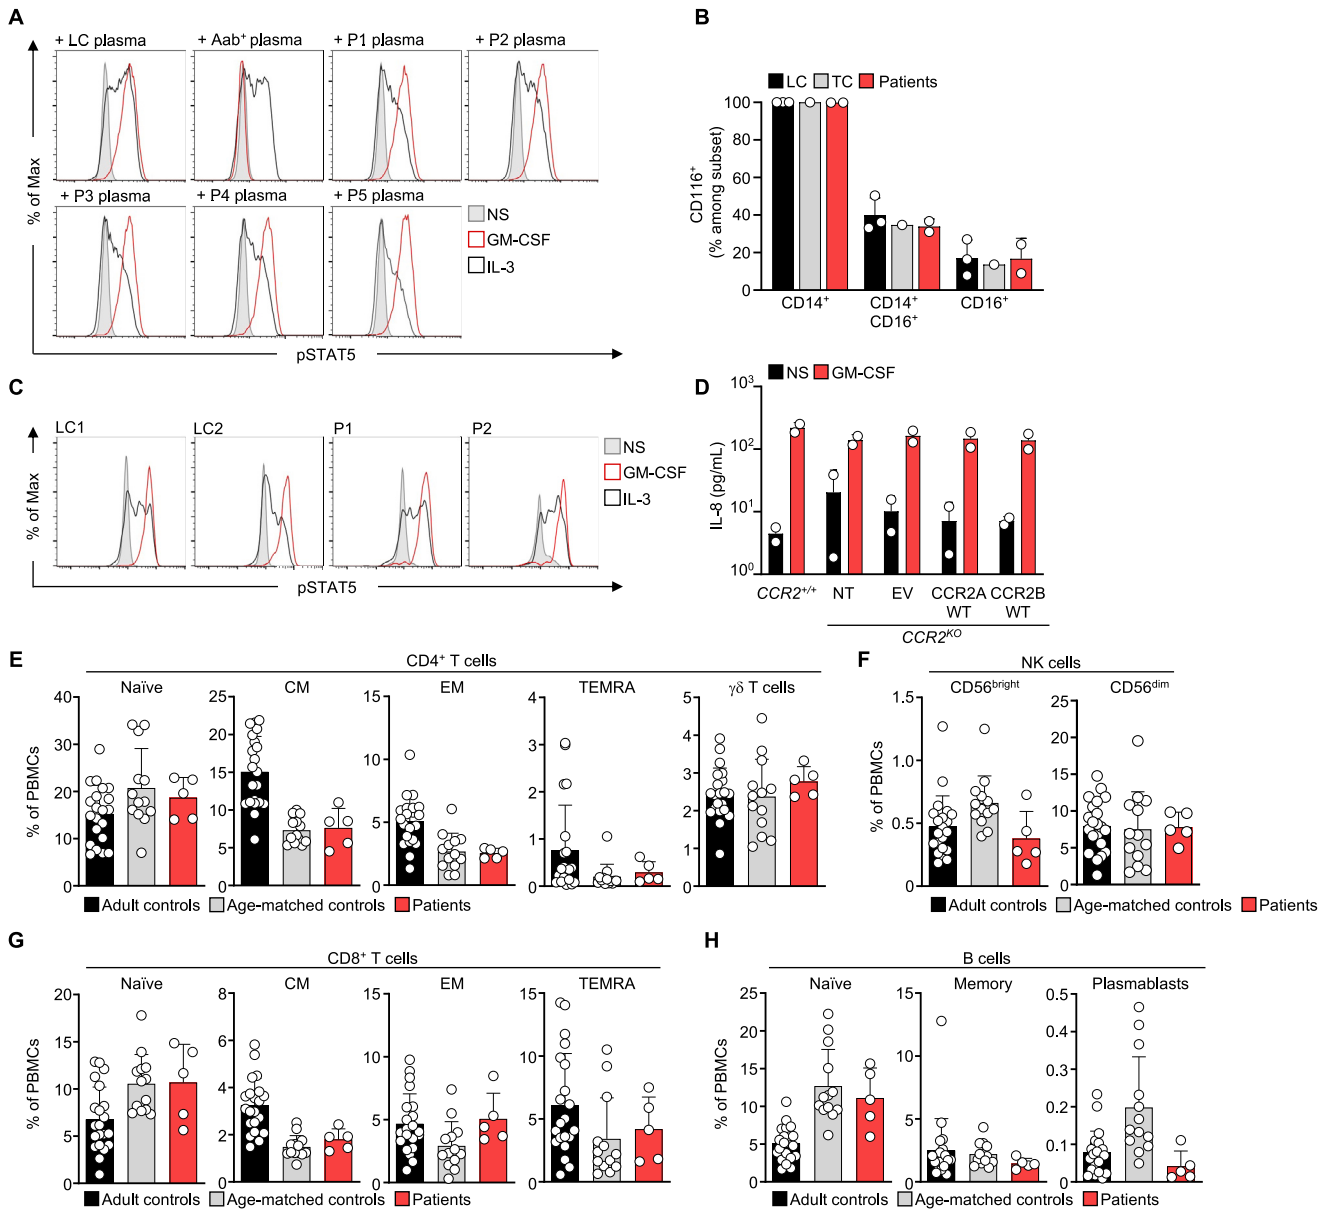 A
+ LC plasma
+ Aab⁺ plasma
+ P1 plasma
+ P2 plasma
+ P3 plasma
+ P4 plasma
+ P5 plasma
NS
GM-CSF
IL-3
% of Max
pSTAT5
B
LC TC Patients
CD116⁺
(% among subset)
100
80
60
40
20
0
CD14⁺
CD14⁺
CD16⁺
CD16⁺
C
LC1
LC2
P1
P2
NS
GM-CSF
IL-3
% of Max
pSTAT5
D
NS GM-CSF
IL-8 (pg/mL)
10³
10²
10¹
10⁰
CCR2⁺/⁺
NT
EV
CCR2A
WT
CCR2B
WT
CCR2ᴷᴼ
E
CD4⁺ T cells
Naïve
CM
EM
TEMRA
γδ T cells
% of PBMCs
40
30
20
10
0
25
20
15
10
5
0
15
10
5
0
4
3
2
1
0
5
4
3
2
1
0
Adult controls Age-matched controls Patients
F
NK cells
CD56ᵇʳⁱᵍʰᵗ
CD56ᵈⁱᵐ
% of PBMCs
1.5
1.0
0.5
0
25
20
15
10
5
0
Adult controls Age-matched controls Patients
G
CD8⁺ T cells
Naïve
CM
EM
TEMRA
% of PBMCs
20
15
10
5
0
8
6
4
2
0
15
10
5
0
15
10
5
0
Adult controls Age-matched controls Patients
H
B cells
Naïve
Memory
Plasmablasts
% of PBMCs
25
20
15
10
5
0
15
10
5
0
0.5
0.4
0.3
0.2
0.1
0
Adult controls Age-matched controls Patients